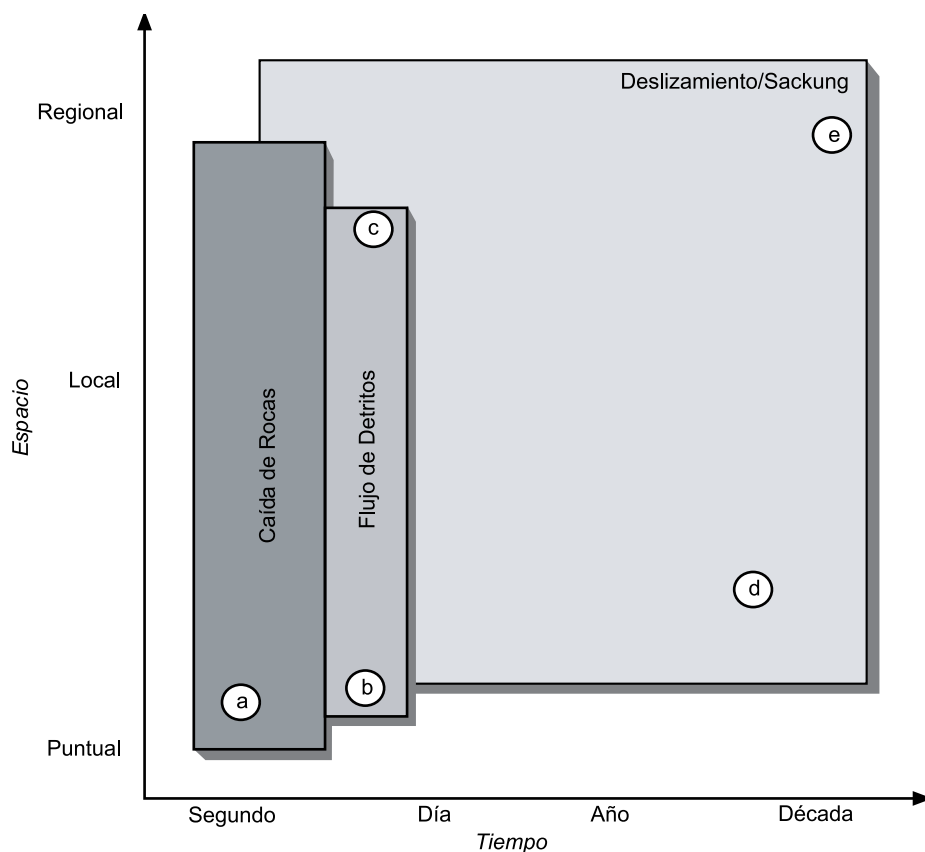 Deslizamiento/Sackung
Regional
e
c
Local
Espacio
Caída de Rocas
Flujo de Detritos
d
b
a
Puntual
Segundo
Día
Año
Década
Tiempo